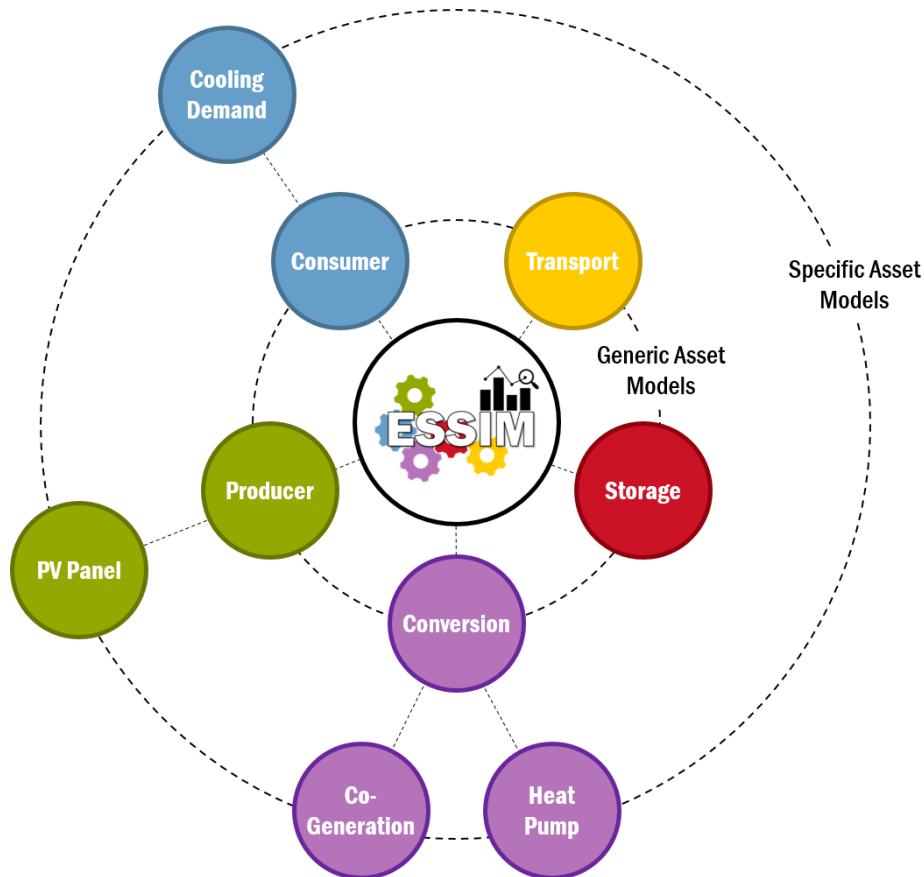 Cooling
Demand
Consumer
Transport
Specific Asset
Models
Generic Asset
Models
ESSIM
Producer
Storage
PV Panel
Conversion
Co-
Generation
Heat
Pump